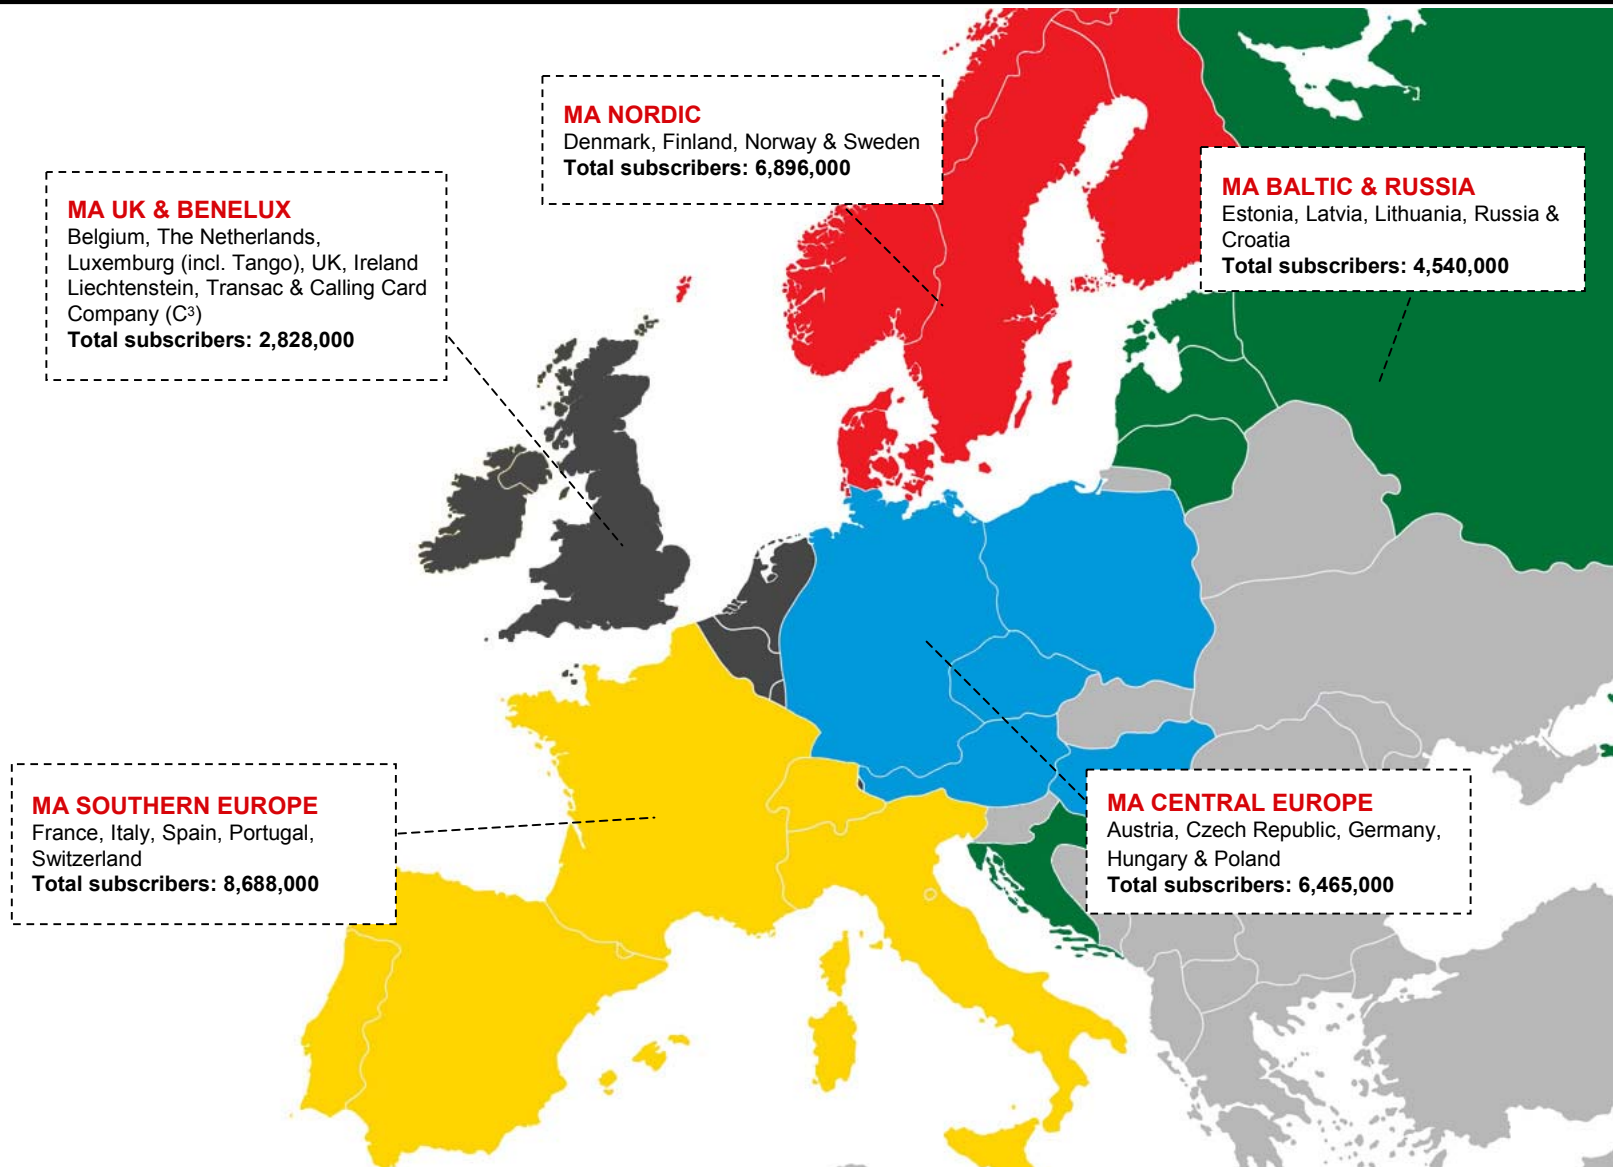 MA NORDIC
Denmark, Finland, Norway & Sweden
Total subscribers: 6,896,000
MA BALTIC & RUSSIA
Estonia, Latvia, Lithuania, Russia &
Croatia
Total subscribers: 4,540,000
MA UK & BENELUX
Belgium, The Netherlands,
Luxemburg (incl. Tango), UK, Ireland
Liechtenstein, Transac & Calling Card
Company (C³)
Total subscribers: 2,828,000
MA SOUTHERN EUROPE
France, Italy, Spain, Portugal,
Switzerland
Total subscribers: 8,688,000
MA CENTRAL EUROPE
Austria, Czech Republic, Germany,
Hungary & Poland
Total subscribers: 6,465,000